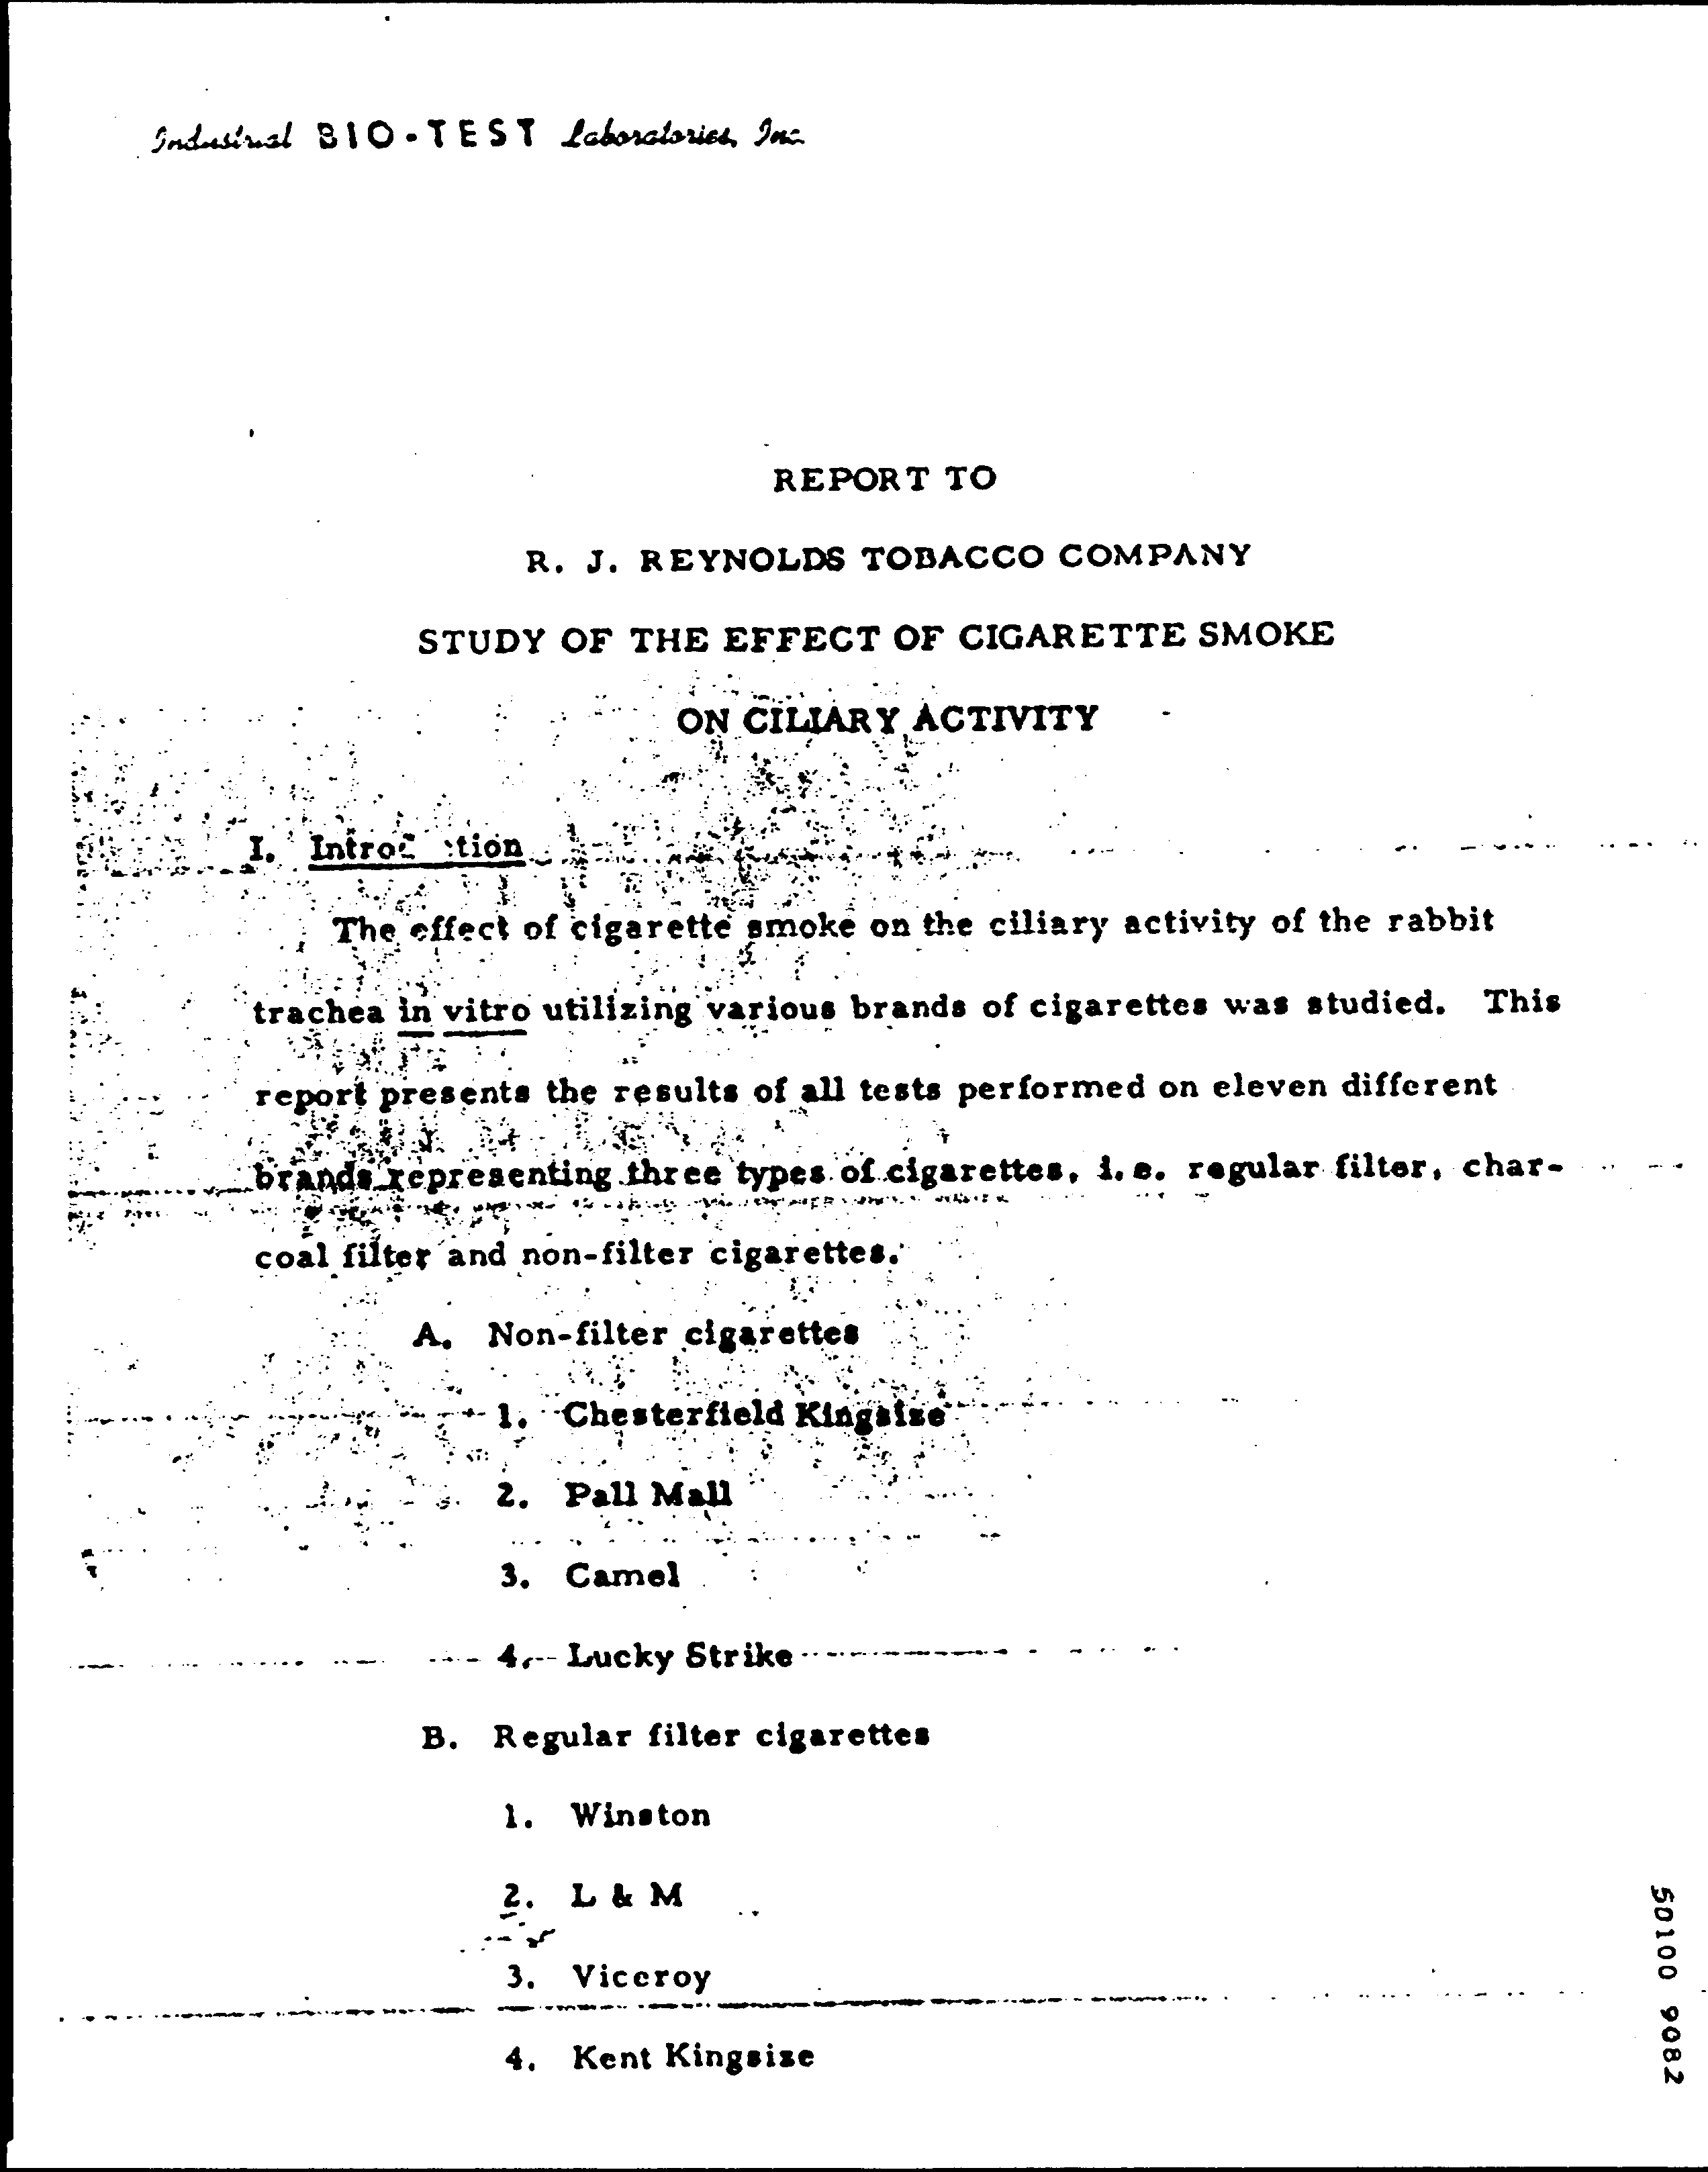 Industrial BIO-TEST Laboratories, Inc.
REPORT TO
R. J. REYNOLDS TOBACCO COMPANY
STUDY OF THE EFFECT OF CIGARETTE SMOKE
ON CILIARY ACTIVITY
I. Introduction
The effect of cigarette smoke on the ciliary activity of the rabbit
trachea in vitro utilizing various brands of cigarettes was studied. This
report presents the results of all tests performed on eleven different
brands representing three types of cigarettes, i.e. regular filter, char-
coal filter and non-filter cigarettes.
A. Non-filter cigarettes
1. Chesterfield Kingsize
2. Pall Mall
3. Camel
4. Lucky Strike
B. Regular filter cigarettes
1. Winston
2. L & M
3. Viceroy
4. Kent Kingsize
50100 9082